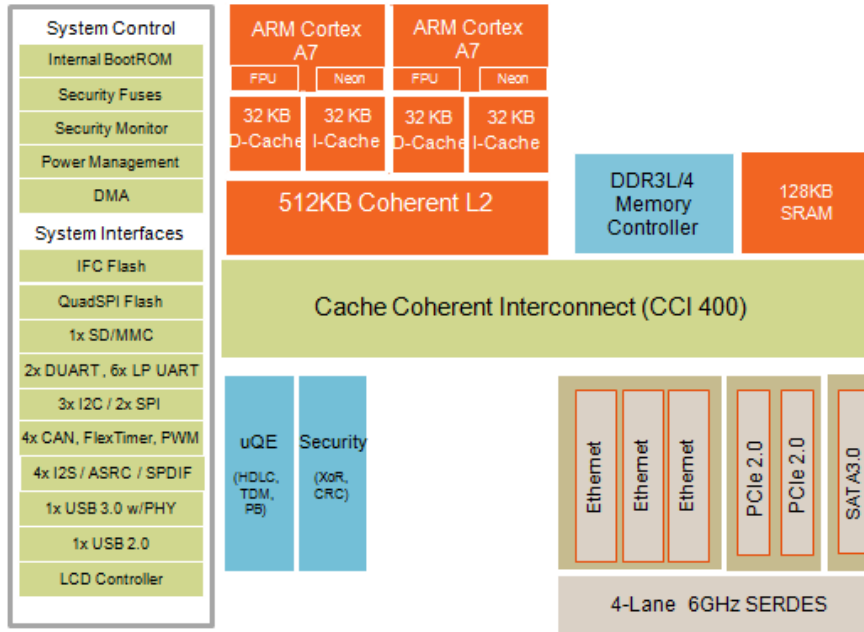 System Control
Internal BootROM
Security Fuses
Security Monitor
Power Management
DMA
System Interfaces
IFC Flash
QuadSPI Flash
1x SD/MMC
2x DUART, 6x LP UART
3x I2C / 2x SPI
4x CAN, FlexTimer, PWM
4x I2S / ASRC / SPDIF
1x USB 3.0 w/PHY
1x USB 2.0
LCD Controller
ARM Cortex
A7
FPU
Neon
32 KB
D-Cache
32 KB
I-Cache
ARM Cortex
A7
FPU
Neon
32 KB
D-Cache
32 KB
I-Cache
512KB Coherent L2
DDR3L/4
Memory
Controller
128KB
SRAM
Cache Coherent Interconnect (CCI 400)
uQE
(HDLC,
TDM,
PB)
Security
(XoR,
CRC)
Ethernet
Ethernet
Ethernet
PCIe 2.0
PCIe 2.0
SATA3.0
4-Lane 6GHz SERDES